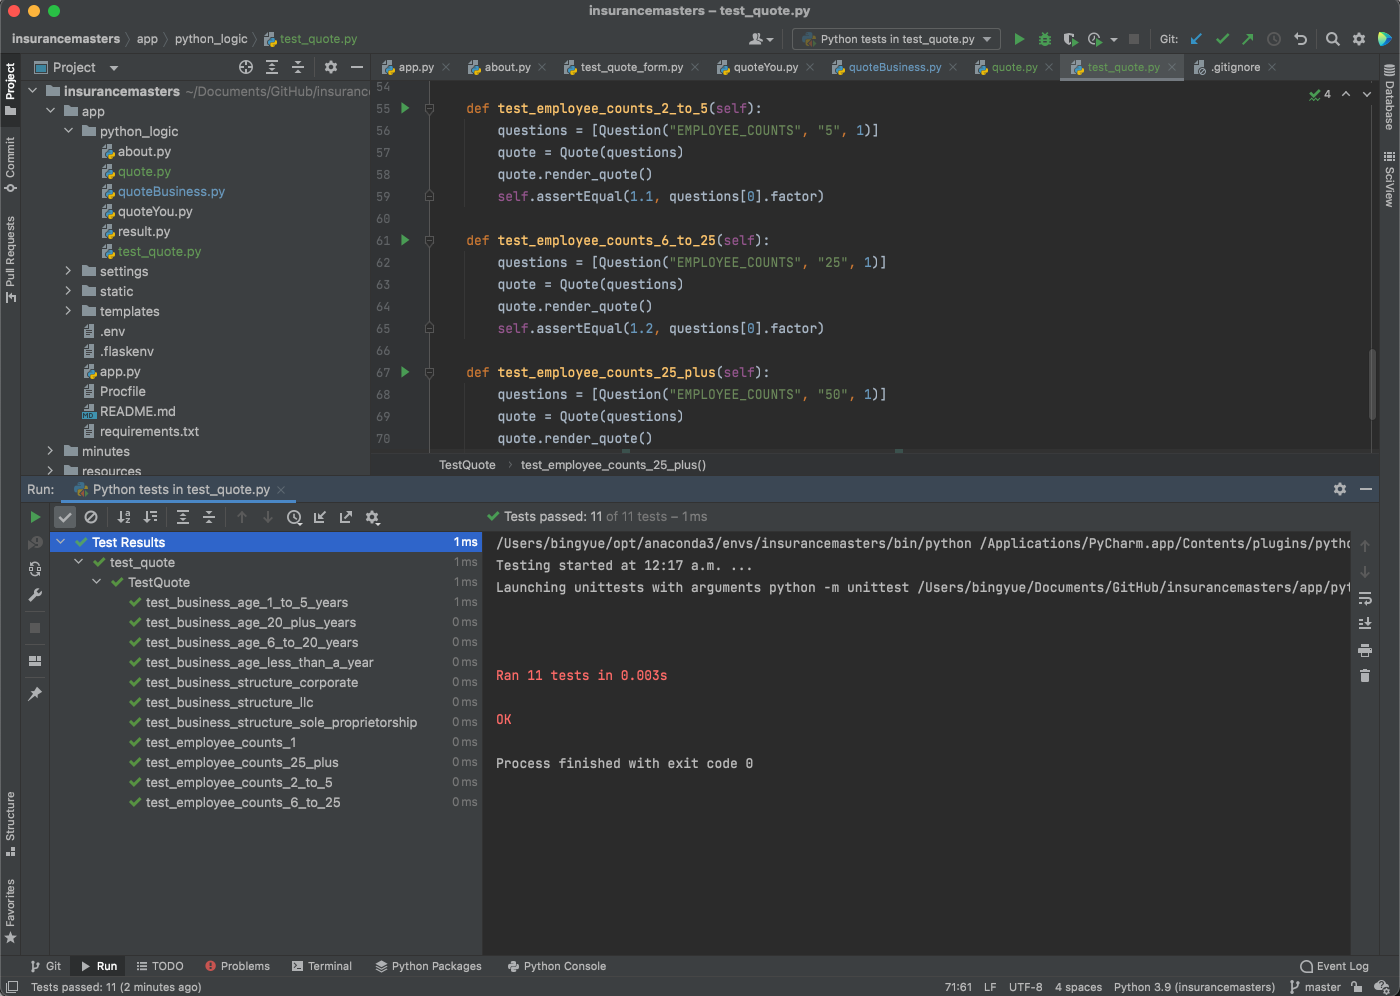 insurancemasters – test_quote.py
insurancemasters app python_logic test_quote.py
Python tests in test_quote.py
Git:
Project
app.py
about.py
test_quote_form.py
quoteYou.py
quoteBusiness.py
quote.py
test_quote.py
.gitignore
Project
Commit
Pull Requests
Structure
Favorites
Database
SciView
insurancemasters ~/Documents/GitHub/insuranc
app
python_logic
about.py
quote.py
quoteBusiness.py
quoteYou.py
result.py
test_quote.py
settings
static
templates
.env
.flaskenv
app.py
Procfile
README.md
requirements.txt
minutes
resources
4
54
55 def test_employee_counts_2_to_5(self):
56 questions = [Question("EMPLOYEE_COUNTS", "5", 1)]
57 quote = Quote(questions)
58 quote.render_quote()
59 self.assertEqual(1.1, questions[0].factor)
60
61 def test_employee_counts_6_to_25(self):
62 questions = [Question("EMPLOYEE_COUNTS", "25", 1)]
63 quote = Quote(questions)
64 quote.render_quote()
65 self.assertEqual(1.2, questions[0].factor)
66
67 def test_employee_counts_25_plus(self):
68 questions = [Question("EMPLOYEE_COUNTS", "50", 1)]
69 quote = Quote(questions)
70 quote.render_quote()
TestQuote test_employee_counts_25_plus()
Run: Python tests in test_quote.py
Tests passed: 11 of 11 tests – 1 ms
Test Results 1 ms
test_quote 1 ms
TestQuote 1 ms
test_business_age_1_to_5_years 1 ms
test_business_age_20_plus_years 0 ms
test_business_age_6_to_20_years 0 ms
test_business_age_less_than_a_year 0 ms
test_business_structure_corporate 0 ms
test_business_structure_llc 0 ms
test_business_structure_sole_proprietorship 0 ms
test_employee_counts_1 0 ms
test_employee_counts_25_plus 0 ms
test_employee_counts_2_to_5 0 ms
test_employee_counts_6_to_25 0 ms
/Users/bingyue/opt/anaconda3/envs/insurancemasters/bin/python /Applications/PyCharm.app/Contents/plugins/pytho
Testing started at 12:17 a.m. ...
Launching unittests with arguments python -m unittest /Users/bingyue/Documents/GitHub/insurancemasters/app/pyt
Ran 11 tests in 0.003s
OK
Process finished with exit code 0
Git Run TODO Problems Terminal Python Packages Python Console Event Log
Tests passed: 11 (2 minutes ago) 71:61 LF UTF-8 4 spaces Python 3.9 (insurancemasters) master